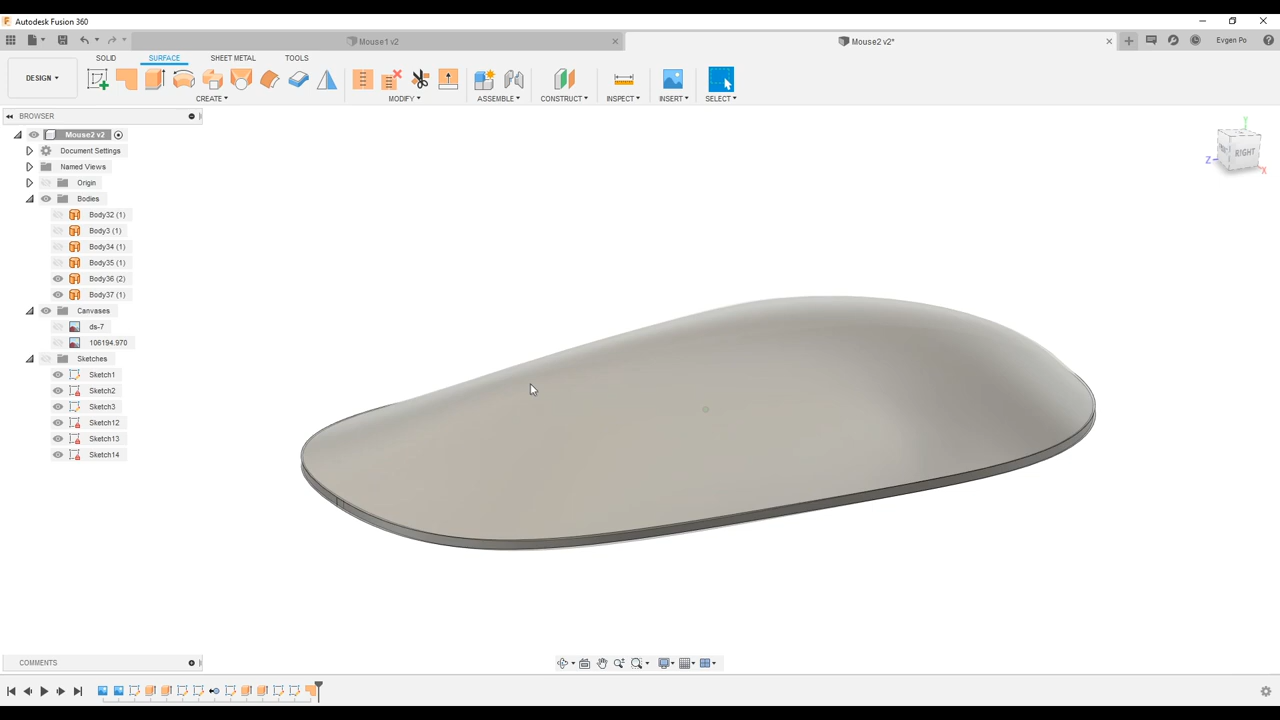 Autodesk Fusion 360
Mouse1 v2
Mouse2 v2*
Evgen Po
DESIGN
SOLID
SURFACE
SHEET METAL
TOOLS
CREATE
MODIFY
ASSEMBLE
CONSTRUCT
INSPECT
INSERT
SELECT
BROWSER
Mouse2 v2
Document Settings
Named Views
Origin
Bodies
Body32 (1)
Body3 (1)
Body34 (1)
Body35 (1)
Body36 (2)
Body37 (1)
Canvases
ds-7
106194.970
Sketches
Sketch1
Sketch2
Sketch3
Sketch12
Sketch13
Sketch14
Y
RIGHT
Z
X
COMMENTS